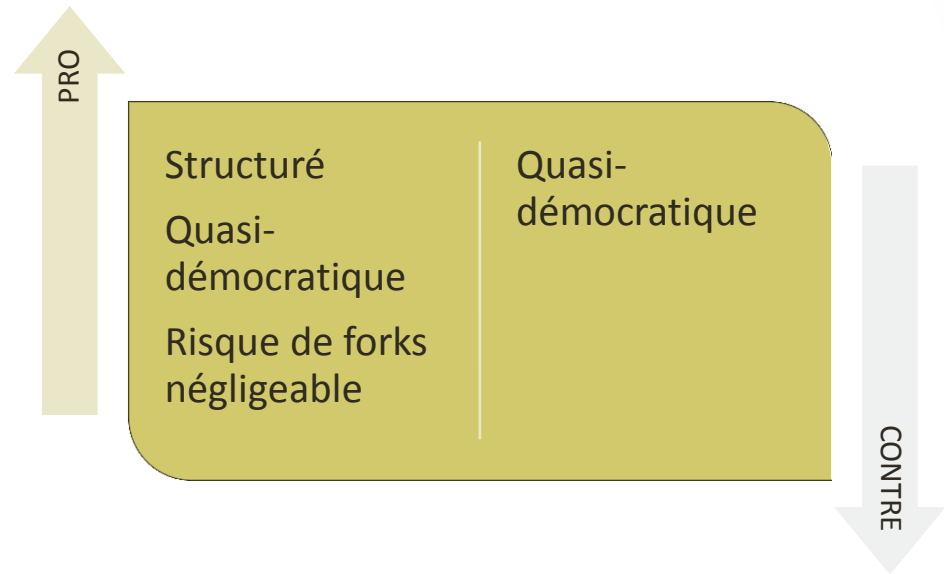 PRO
Structuré
Quasi-
démocratique
Risque de forks
négligeable
Quasi-
démocratique
CONTRE